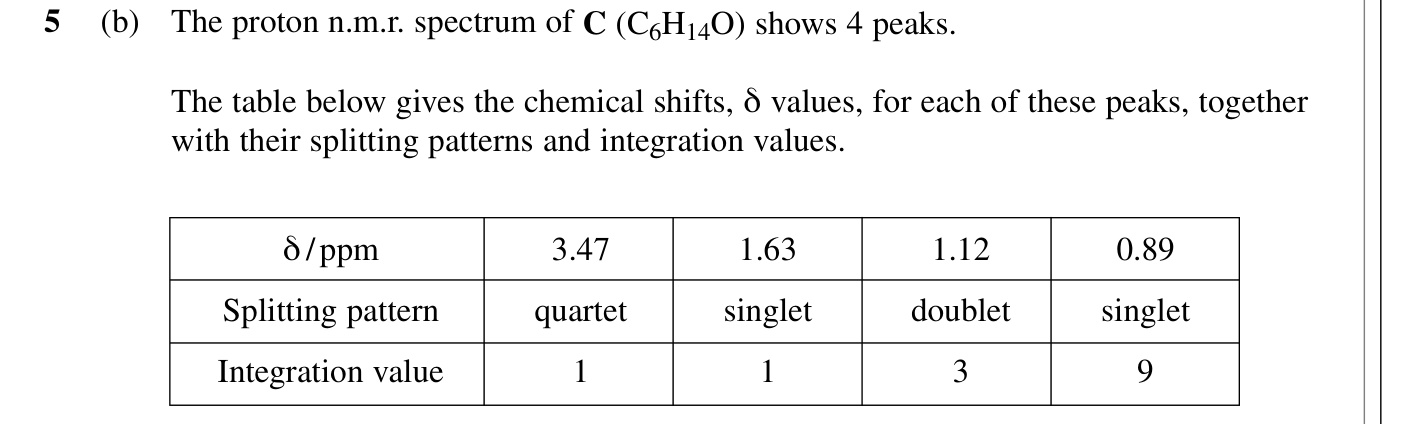 5 (b) The proton n.m.r. spectrum of C (C₆H₁₄O) shows 4 peaks.
The table below gives the chemical shifts, δ values, for each of these peaks, together
with their splitting patterns and integration values.
δ/ppm 3.47 1.63 1.12 0.89
Splitting pattern quartet singlet doublet singlet
Integration value 1 1 3 9